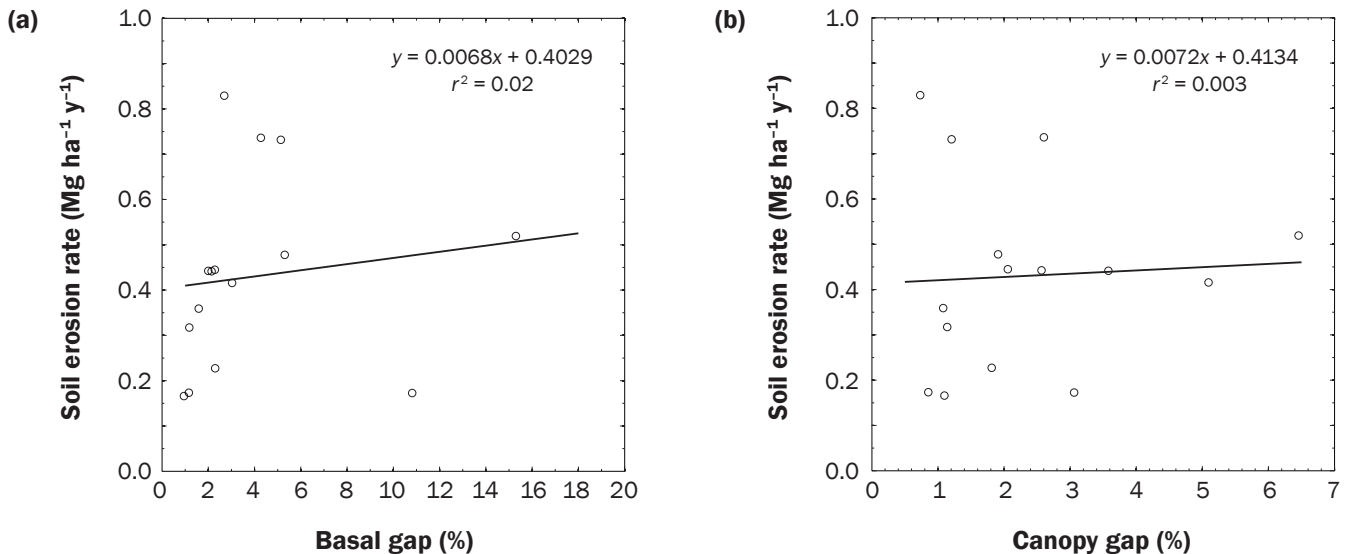 (a)
Soil erosion rate (Mg ha⁻¹ y⁻¹)
1.0
0.8
0.6
0.4
0.2
0.0
y = 0.0068x + 0.4029
r² = 0.02
0 2 4 6 8 10 12 14 16 18 20
Basal gap (%)
(b)
Soil erosion rate (Mg ha⁻¹ y⁻¹)
1.0
0.8
0.6
0.4
0.2
0.0
y = 0.0072x + 0.4134
r² = 0.003
0 1 2 3 4 5 6 7
Canopy gap (%)